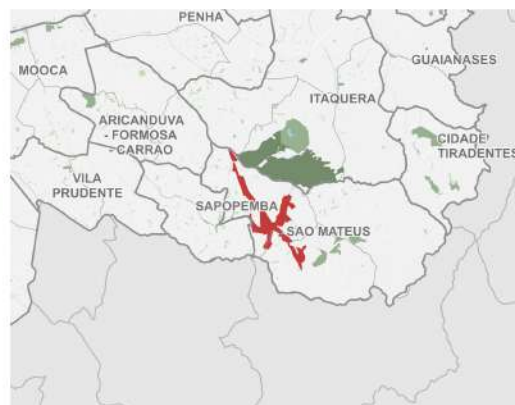 PENHA
GUAIANASES
MOOCA
ITAQUERA
ARICANDUVA
- FORMOSA
- CARRAO
CIDADE
TIRADENTES
VILA
PRUDENTE
SAPOPEMBA
SAO MATEUS